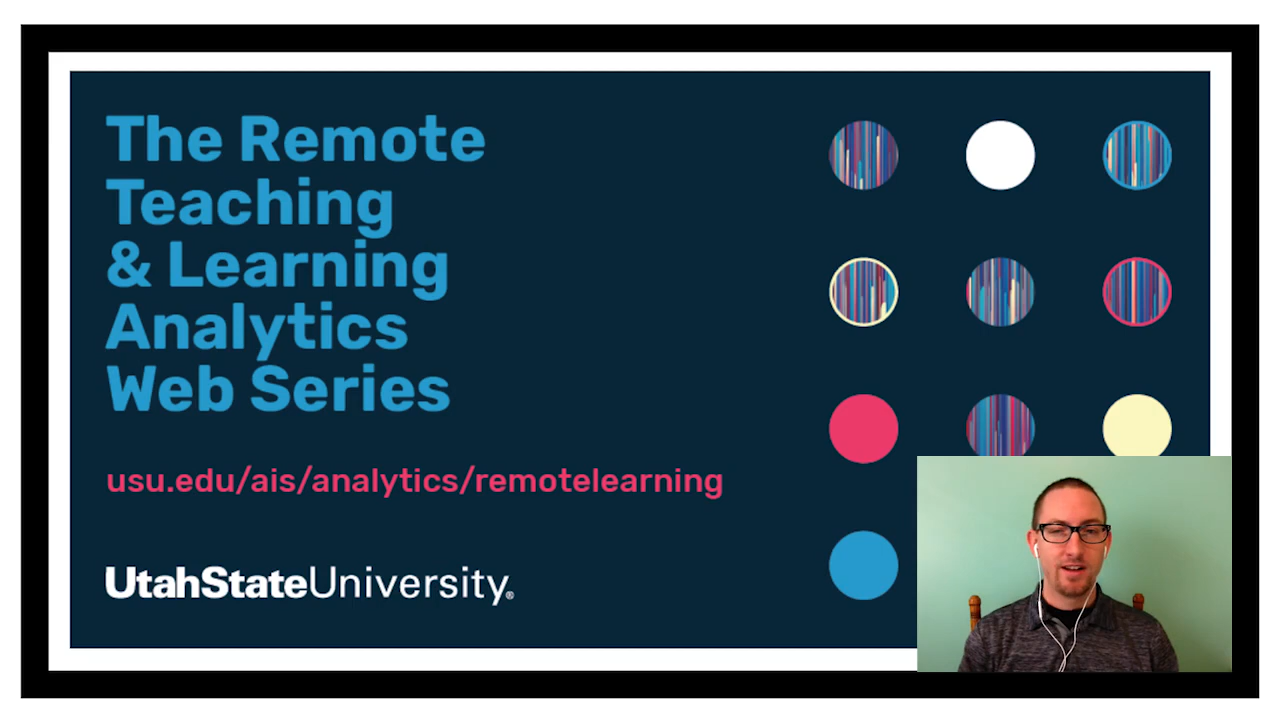 The Remote
Teaching
& Learning
Analytics
Web Series
usu.edu/ais/analytics/remotelearning
UtahStateUniversity®